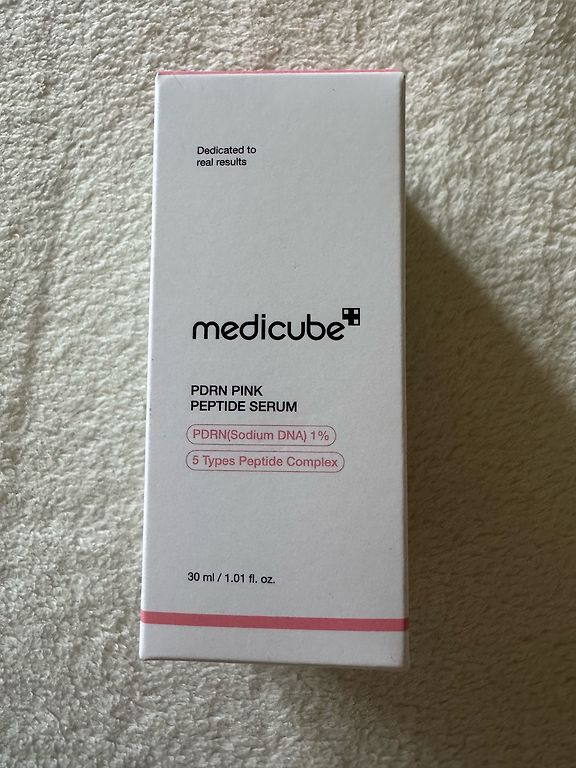 Dedicated to
real results
medicube
PDRN PINK
PEPTIDE SERUM
PDRN(Sodium DNA) 1%
5 Types Peptide Complex
30 ml / 1.01 fl. oz.